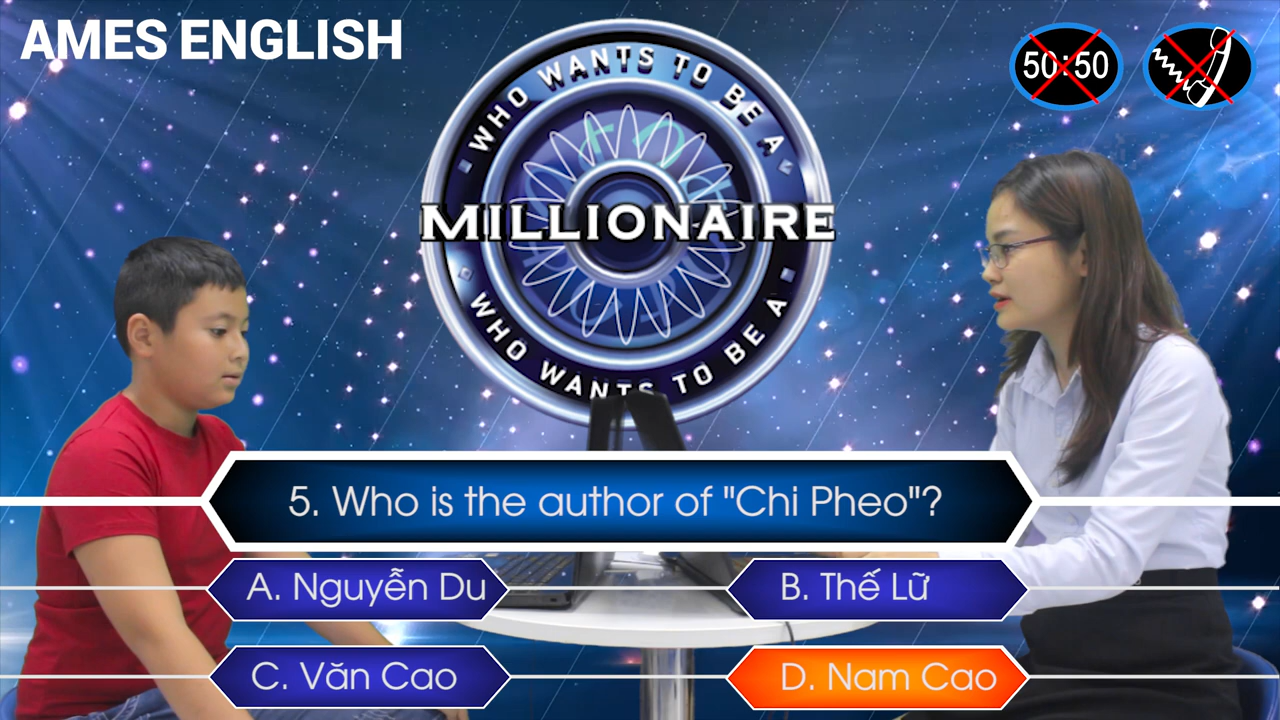 AMES ENGLISH
50:50
WHO WANTS TO BE A
MILLIONAIRE
WHO WANTS TO BE A
5. Who is the author of "Chi Pheo"?
A. Nguyễn Du
B. Thế Lữ
C. Văn Cao
D. Nam Cao